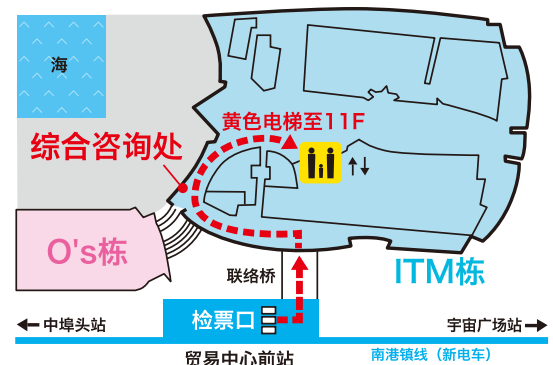 海
黄色电梯至11F
综合咨询处
O's栋
ITM栋
联络桥
中埠头站
检票口
宇宙广场站
贸易中心前站
南港镇线（新电车）